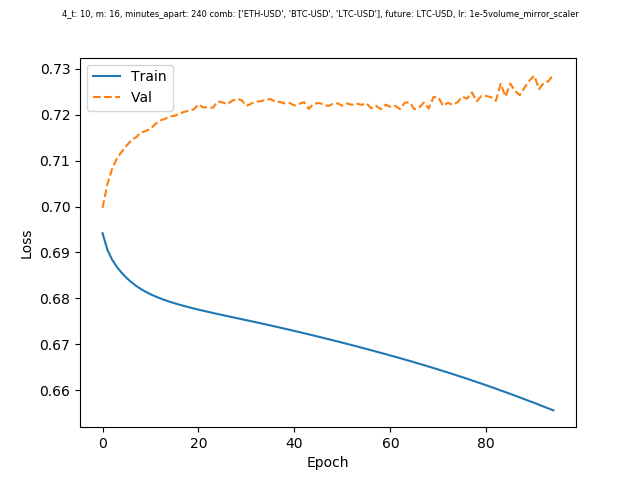 4_t: 10, m: 16, minutes_apart: 240 comb: ['ETH-USD', 'BTC-USD', 'LTC-USD'], future: LTC-USD, lr: 1e-5volume_mirror_scaler
0.73
0.72
0.71
0.70
0.69
0.68
0.67
0.66
Loss
Train
Val
0 20 40 60 80
Epoch